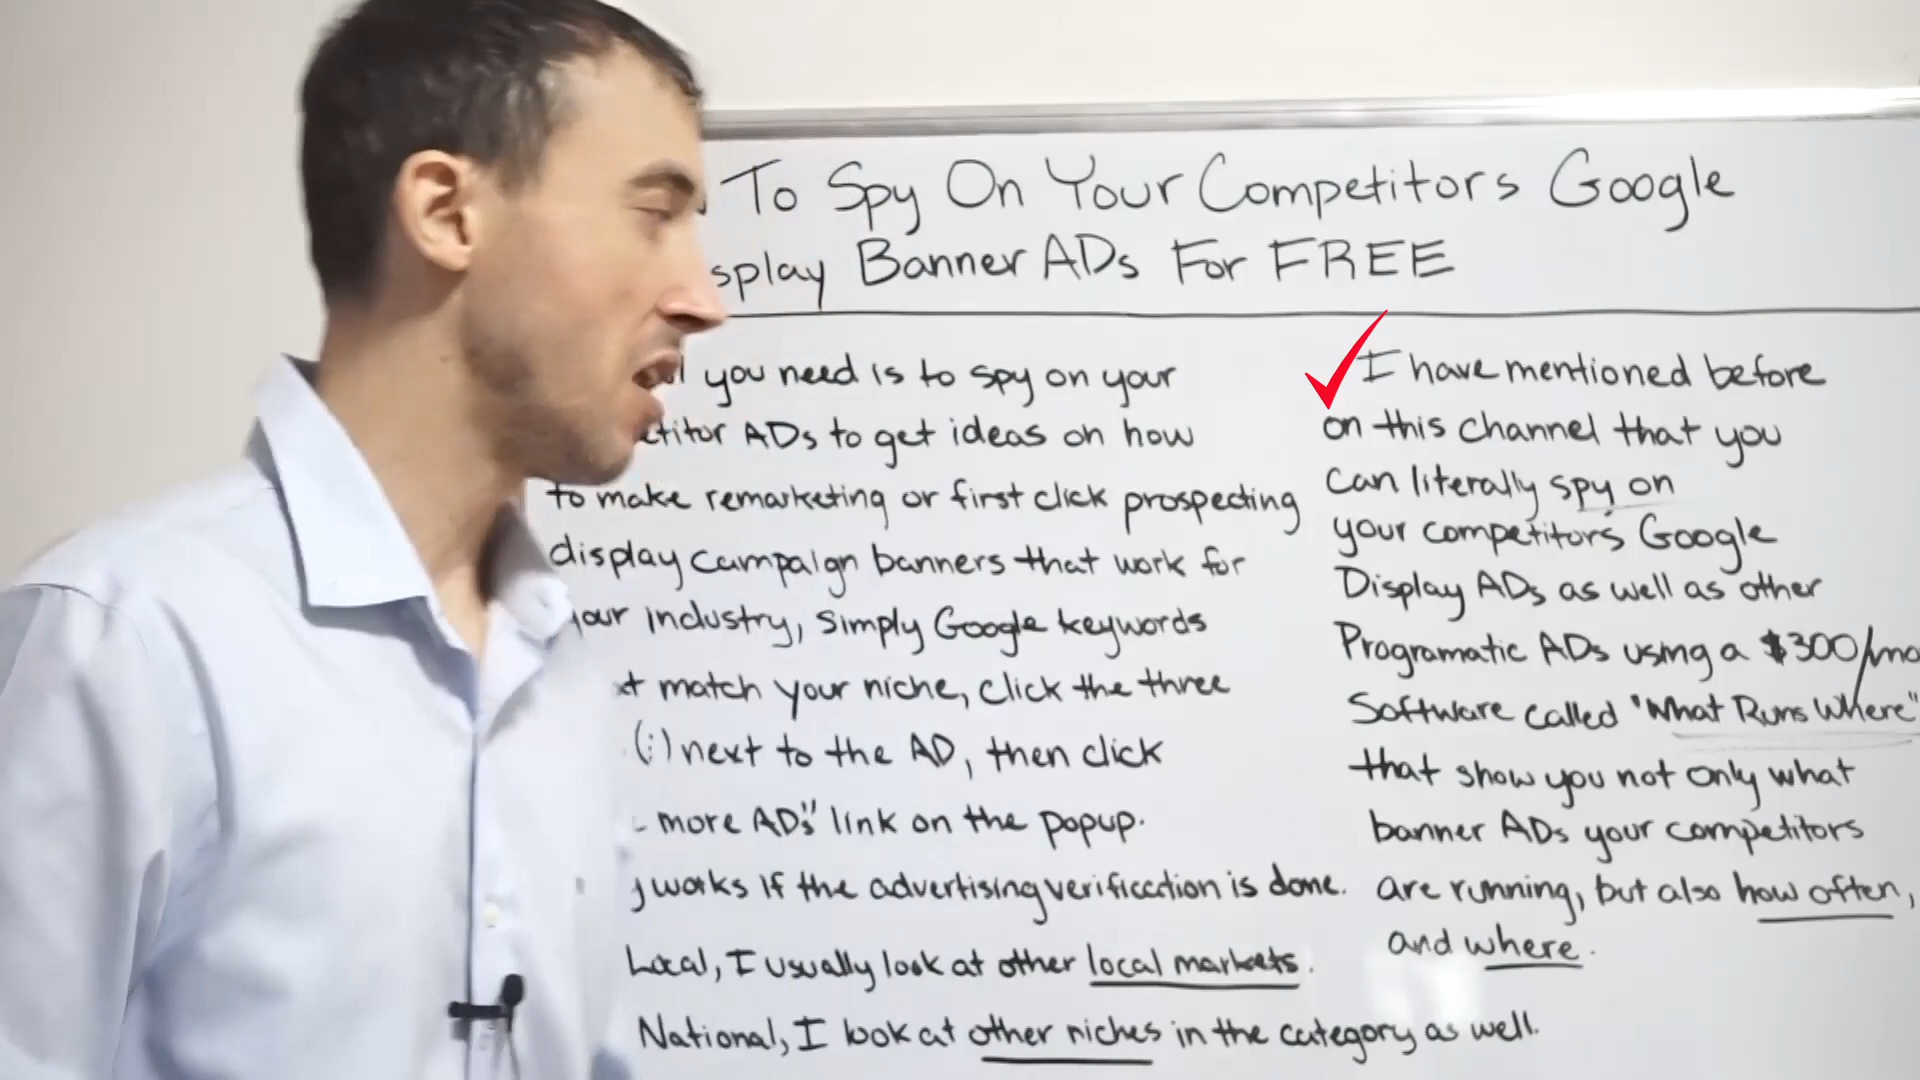 To Spy On Your Competitors Google
splay Banner ADs For FREE
you need is to spy on your
titor ADs to get ideas on how
to make remarketing or first click prospecting
display campaign banners that work for
your industry, simply Google keywords
match your niche, click the three
(:) next to the AD, then click
more ADs" link on the popup.
works if the advertising verification is done.
Local, I usually look at other local markets.
National, I look at other niches in the category as well.
I have mentioned before
on this channel that you
can literally spy on
your competitors Google
Display ADs as well as other
Programatic ADs using a $300/mo
Software called "What Runs Where"
that show you not only what
banner ADs your competitors
are running, but also how often,
and where.